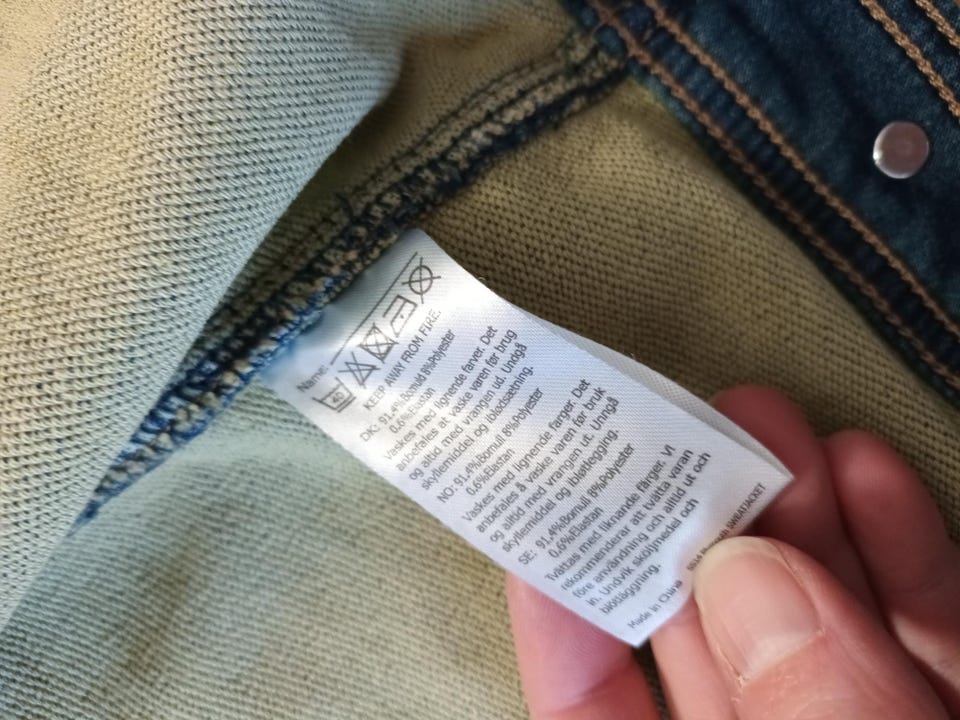 Name:
40
KEEP AWAY FROM FIRE.
DK: 91.4%Bomuld 8%Polyester
0.6%Elastan
Vaskes med lignende farver. Det
anbefales at vaske varen før brug
og altid med vrangen ud. Undgå
skyllemiddel og iblødsætning.
NO: 91.4%Bomull 8%Polyester
0.6%Elastan
Vaskes med lignende farger. Det
anbefales å vaske varen før bruk
og altid med vrangen ut. Unngå
skyllemiddel og ibløtlegging.
SE: 91.4%Bomull 8%Polyester
0.6%Elastan
Tvättas med liknande färger. Vi
rekommenderar att tvätta varan
före användning och alltid ut och
in. Undvik sköljmedel och
blötläggning.
Made in China
SWEATJACKET